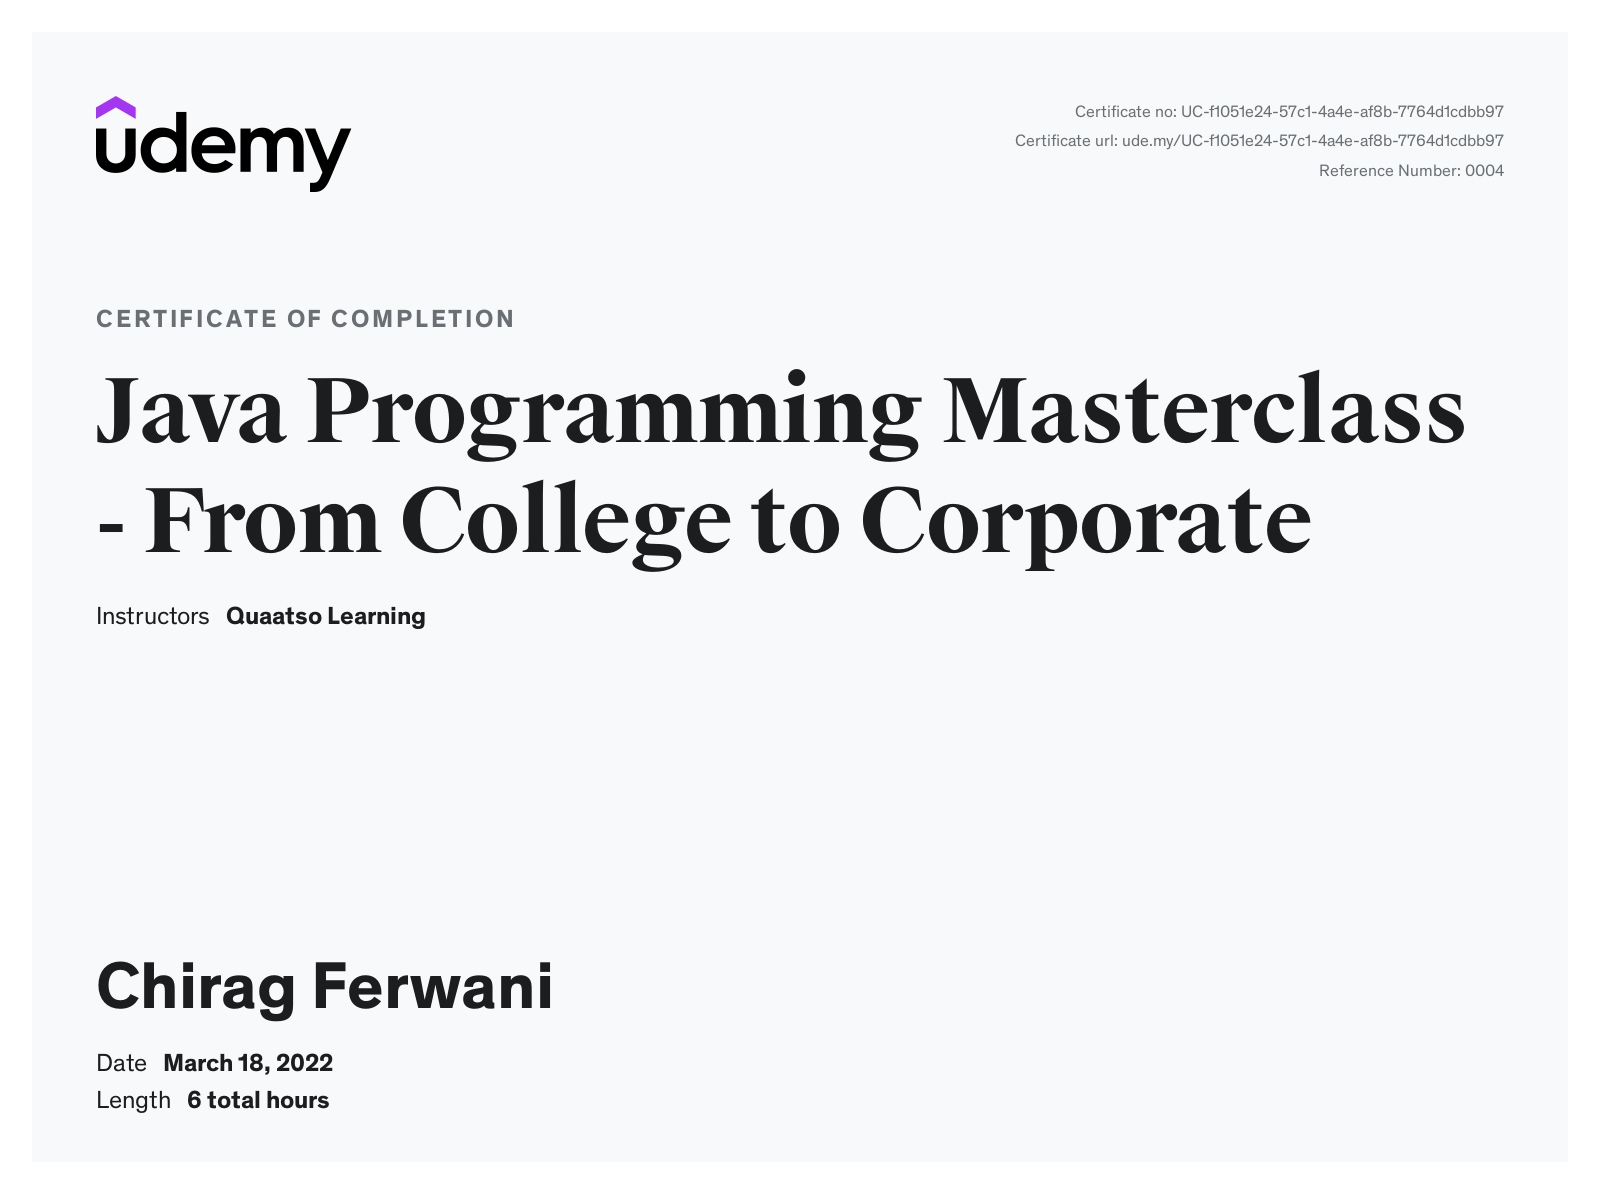 udemy
Certificate no: UC-f1051e24-57c1-4a4e-af8b-7764d1cdbb97
Certificate url: ude.my/UC-f1051e24-57c1-4a4e-af8b-7764d1cdbb97
Reference Number: 0004
CERTIFICATE OF COMPLETION
Java Programming Masterclass
- From College to Corporate
Instructors Quaatso Learning
Chirag Ferwani
Date March 18, 2022
Length 6 total hours